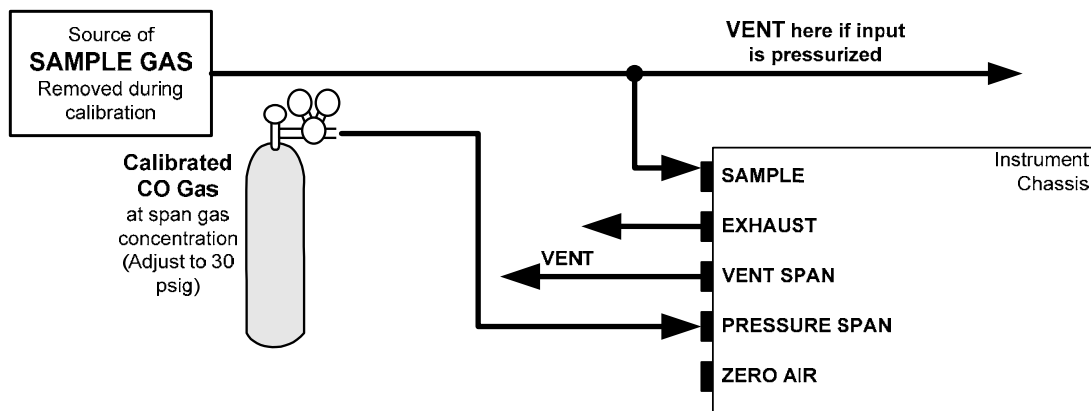 Source of
SAMPLE GAS
Removed during
calibration
VENT here if input
is pressurized
Calibrated
CO Gas
at span gas
concentration
(Adjust to 30
psig)
Instrument
Chassis
SAMPLE
EXHAUST
VENT
VENT SPAN
PRESSURE SPAN
ZERO AIR